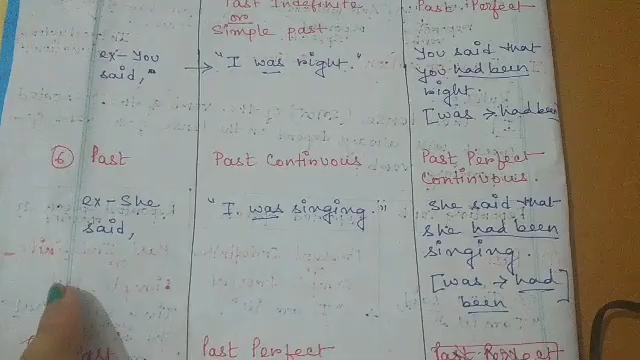 Past Indefinite
or
Simple past
Past Perfect
ex- You
said,"
→ "I was right."
You said that
you had been
right.
[was → had been
⑥ Past
Past Continuous
Past Perfect
Continuous.
ex- She
said,
"I was singing."
She said that
she had been
singing.
[was → had
been]
Past
Past Perfect
Past Perfect